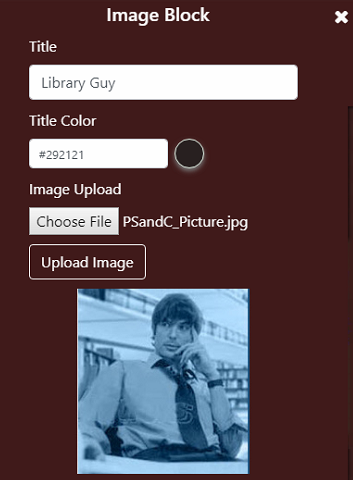 Image Block
Title
Library Guy
Title Color
#292121
Image Upload
Choose File PSandC_Picture.jpg
Upload Image